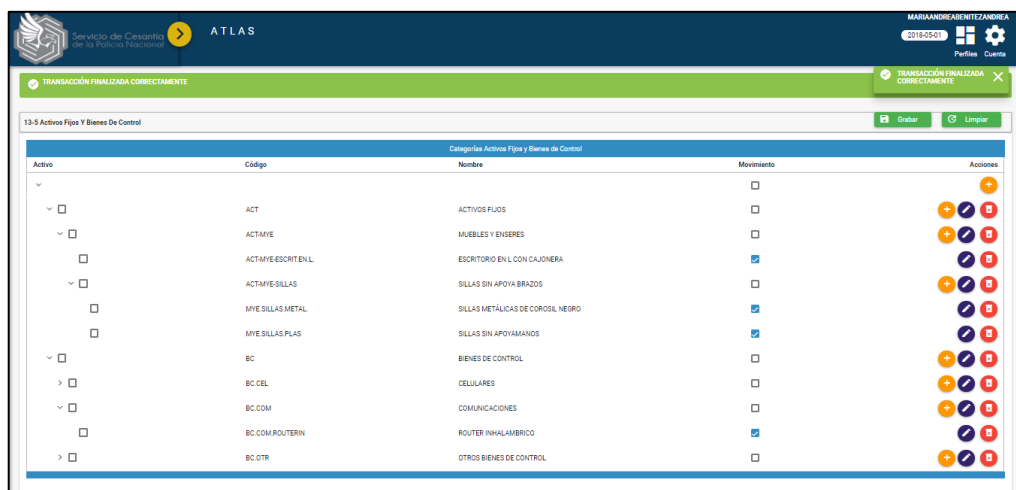 MARIAANDREABENITEZANDREA
Servicio de Cesantía
de la Policía Nacional
ATLAS
2018-05-01
Perfiles Cuenta
TRANSACCIÓN FINALIZADA CORRECTAMENTE
TRANSACCIÓN FINALIZADA
CORRECTAMENTE
13-5 Activos Fijos Y Bienes De Control
Grabar Limpiar
Categorías Activos Fijos y Bienes de Control
Activo Código Nombre Movimiento Acciones
ACT ACTIVOS FIJOS
ACT-MYE MUEBLES Y ENSERES
ACT-MYE-ESCRIT.EN.L. ESCRITORIO EN L CON CAJONERA
ACT-MYE-SILLAS SILLAS SIN APOYA BRAZOS
MYE.SILLAS.METAL. SILLAS METÁLICAS DE COROSIL NEGRO
MYE.SILLAS.PLAS SILLAS SIN APOYAMANOS
BC BIENES DE CONTROL
BC.CEL CELULARES
BC.COM COMUNICACIONES
BC.COM.ROUTERIN ROUTER INHALAMBRICO
BC.OTR OTROS BIENES DE CONTROL